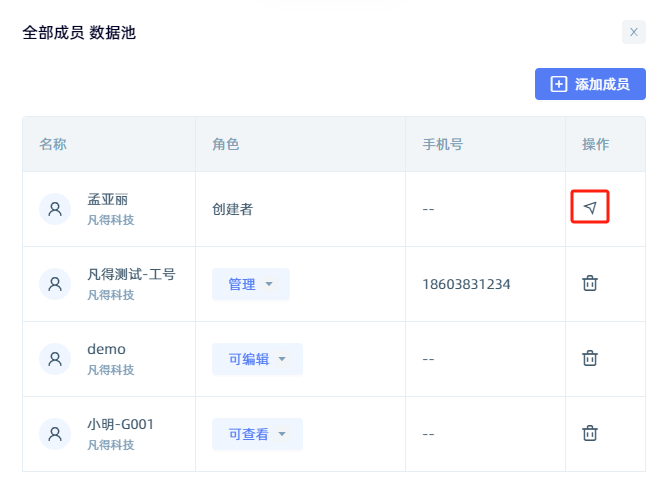 全部成员 数据池
X
添加成员
名称 角色 手机号 操作
孟亚丽
凡得科技
创建者 --
凡得测试-工号
凡得科技
管理 18603831234
demo
凡得科技
可编辑 --
小明-G001
凡得科技
可查看 --